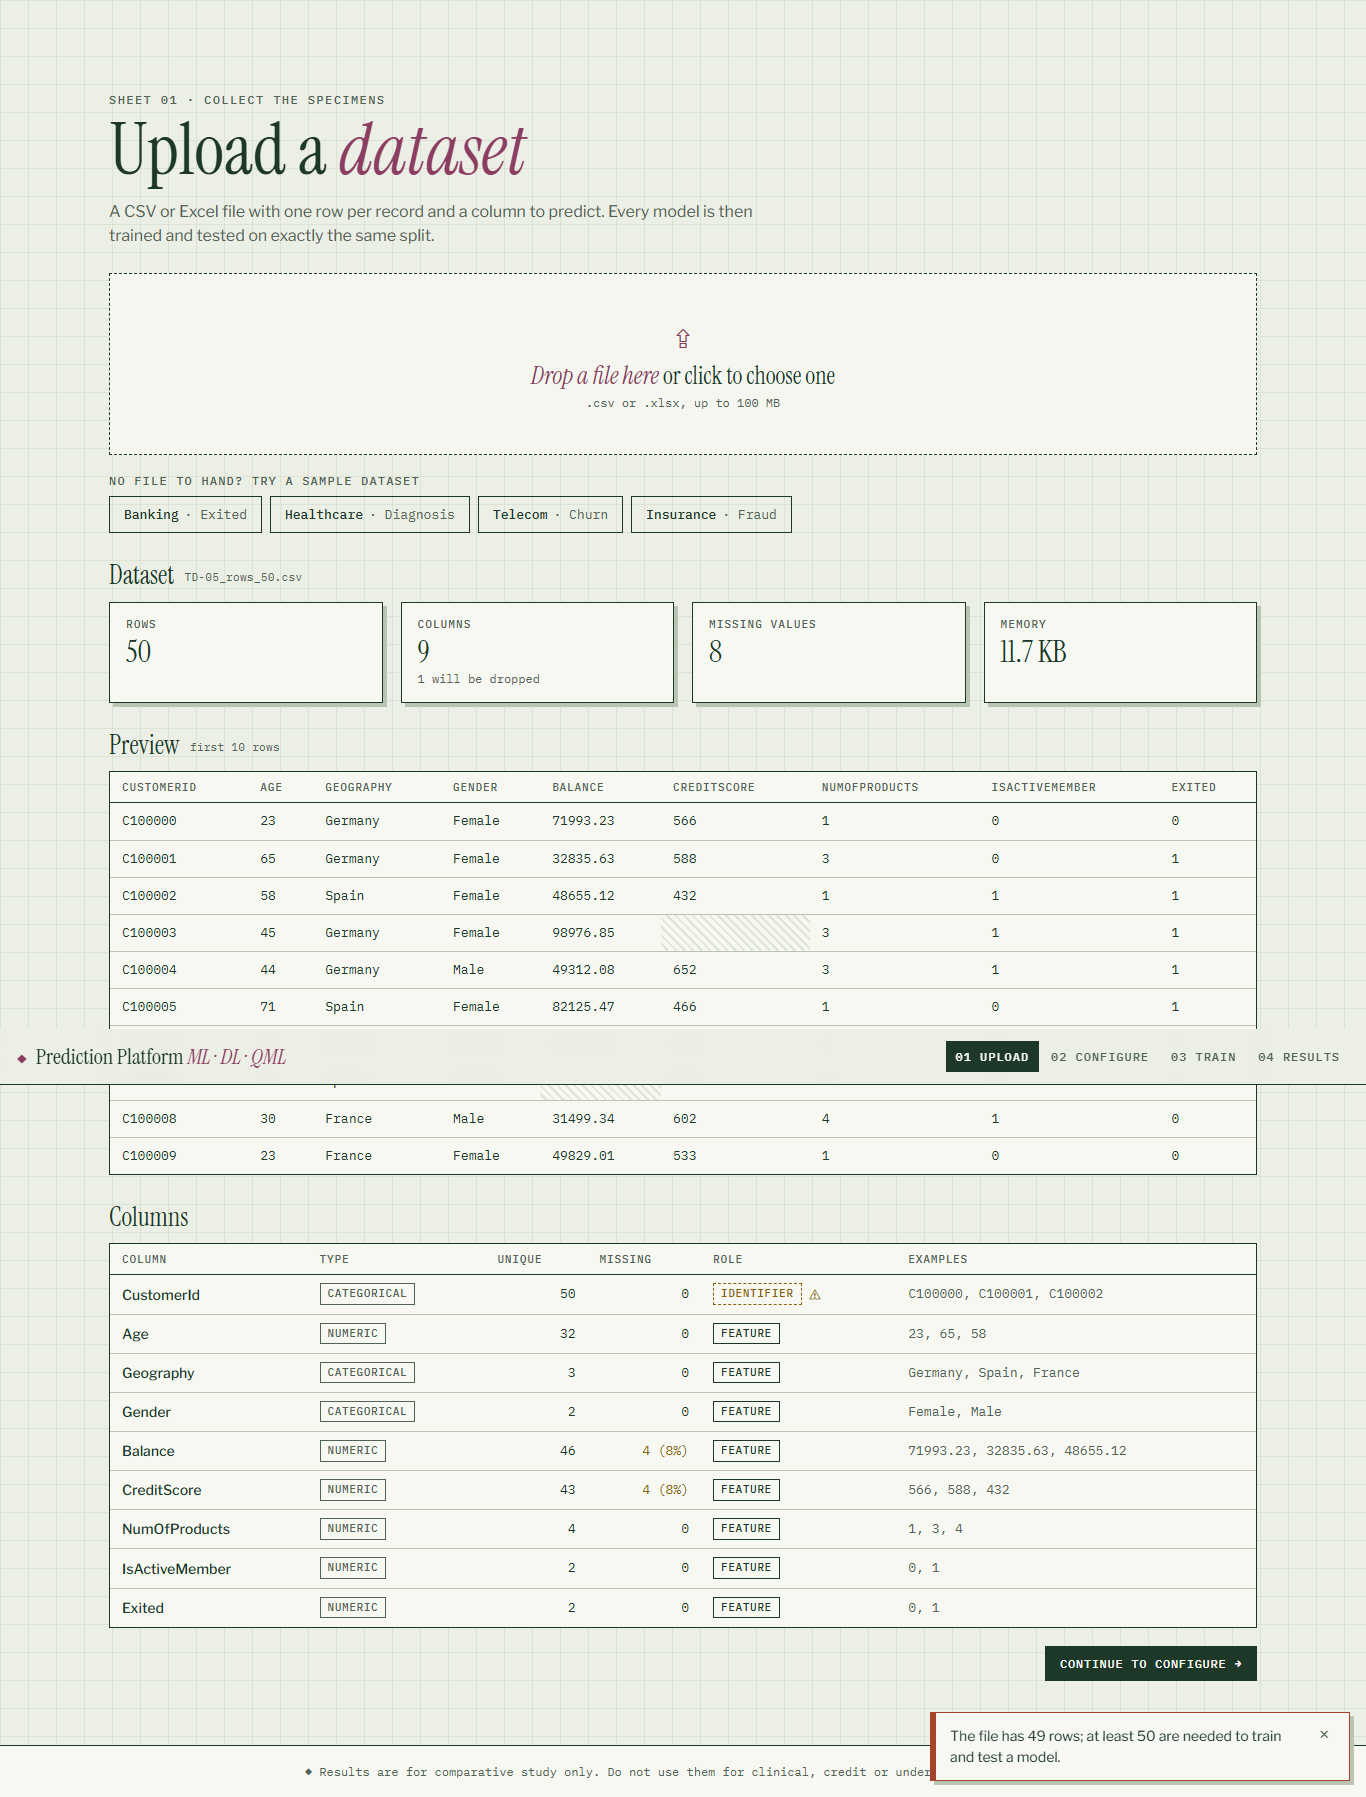 SHEET 01 · COLLECT THE SPECIMENS
Upload a dataset
A CSV or Excel file with one row per record and a column to predict. Every model is then
trained and tested on exactly the same split.
Drop a file here or click to choose one
.csv or .xlsx, up to 100 MB
NO FILE TO HAND? TRY A SAMPLE DATASET
Banking · Exited Healthcare · Diagnosis Telecom · Churn Insurance · Fraud
Dataset TD-05_rows_50.csv
ROWS COLUMNS MISSING VALUES MEMORY
50 9 8 11.7 KB
1 will be dropped
Preview first 10 rows
CUSTOMERID AGE GEOGRAPHY GENDER BALANCE CREDITSCORE NUMOFPRODUCTS ISACTIVEMEMBER EXITED
C100000 23 Germany Female 71993.23 566 1 0 0
C100001 65 Germany Female 32835.63 588 3 0 1
C100002 58 Spain Female 48655.12 432 1 1 1
C100003 45 Germany Female 98976.85 3 1 1
C100004 44 Germany Male 49312.08 652 3 1 1
C100005 71 Spain Female 82125.47 466 1 0 1
◆ Prediction Platform ML · DL · QML 01 UPLOAD 02 CONFIGURE 03 TRAIN 04 RESULTS
C100008 30 France Male 31499.34 602 4 1 0
C100009 23 France Female 49829.01 533 1 0 0
Columns
COLUMN TYPE UNIQUE MISSING ROLE EXAMPLES
CustomerId CATEGORICAL 50 0 IDENTIFIER ⚠ C100000, C100001, C100002
Age NUMERIC 32 0 FEATURE 23, 65, 58
Geography CATEGORICAL 3 0 FEATURE Germany, Spain, France
Gender CATEGORICAL 2 0 FEATURE Female, Male
Balance NUMERIC 46 4 (8%) FEATURE 71993.23, 32835.63, 48655.12
CreditScore NUMERIC 43 4 (8%) FEATURE 566, 588, 432
NumOfProducts NUMERIC 4 0 FEATURE 1, 3, 4
IsActiveMember NUMERIC 2 0 FEATURE 0, 1
Exited NUMERIC 2 0 FEATURE 0, 1
CONTINUE TO CONFIGURE →
The file has 49 rows; at least 50 are needed to train ×
and test a model.
◆ Results are for comparative study only. Do not use them for clinical, credit or under